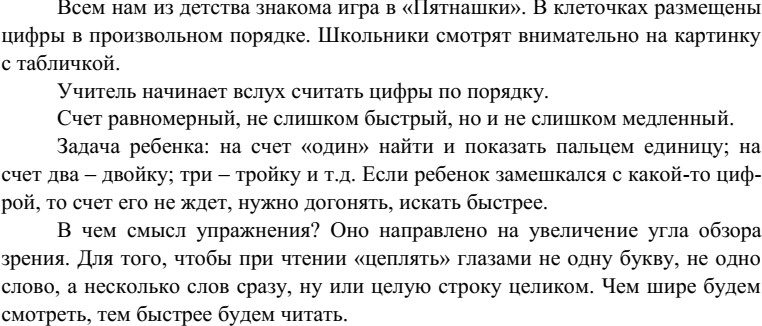 Всем нам из детства знакома игра в «Пятнашки». В клеточках размещены
цифры в произвольном порядке. Школьники смотрят внимательно на картинку
с табличкой.
Учитель начинает вслух считать цифры по порядку.
Счет равномерный, не слишком быстрый, но и не слишком медленный.
Задача ребенка: на счет «один» найти и показать пальцем единицу; на
счет два – двойку; три – тройку и т.д. Если ребенок замешкался с какой-то циф-
рой, то счет его не ждет, нужно догонять, искать быстрее.
В чем смысл упражнения? Оно направлено на увеличение угла обзора
зрения. Для того, чтобы при чтении «цеплять» глазами не одну букву, не одно
слово, а несколько слов сразу, ну или целую строку целиком. Чем шире будем
смотреть, тем быстрее будем читать.